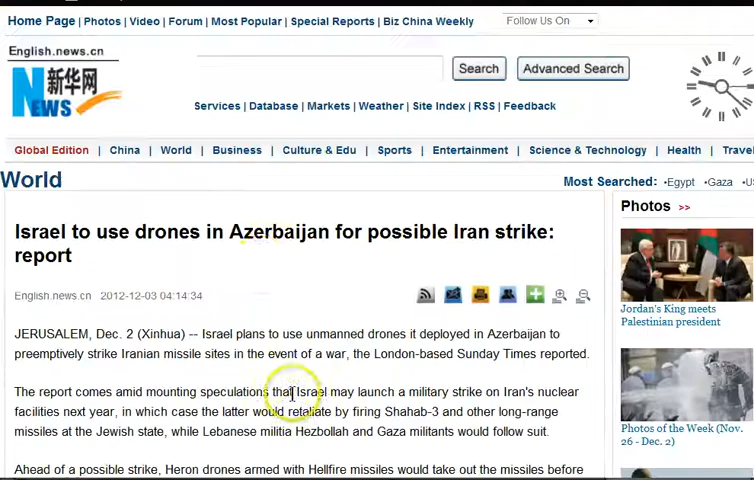 Home Page | Photos | Video | Forum | Most Popular | Special Reports | Biz China Weekly
Follow Us On
English.news.cn
新华网
NEWS
Search
Advanced Search
Services | Database | Markets | Weather | Site Index | RSS | Feedback
Global Edition | China | World | Business | Culture & Edu | Sports | Entertainment | Science & Technology | Health | Travel
World
Most Searched: •Egypt •Gaza
Israel to use drones in Azerbaijan for possible Iran strike:
report
Photos >>
English.news.cn 2012-12-03 04:14:34
Jordan's King meets
Palestinian president
JERUSALEM, Dec. 2 (Xinhua) -- Israel plans to use unmanned drones it deployed in Azerbaijan to
preemptively strike Iranian missile sites in the event of a war, the London-based Sunday Times reported.
The report comes amid mounting speculations that Israel may launch a military strike on Iran's nuclear
facilities next year, in which case the latter would retaliate by firing Shahab-3 and other long-range
missiles at the Jewish state, while Lebanese militia Hezbollah and Gaza militants would follow suit.
Photos of the Week (Nov.
26 - Dec. 2)
Ahead of a possible strike, Heron drones armed with Hellfire missiles would take out the missiles before